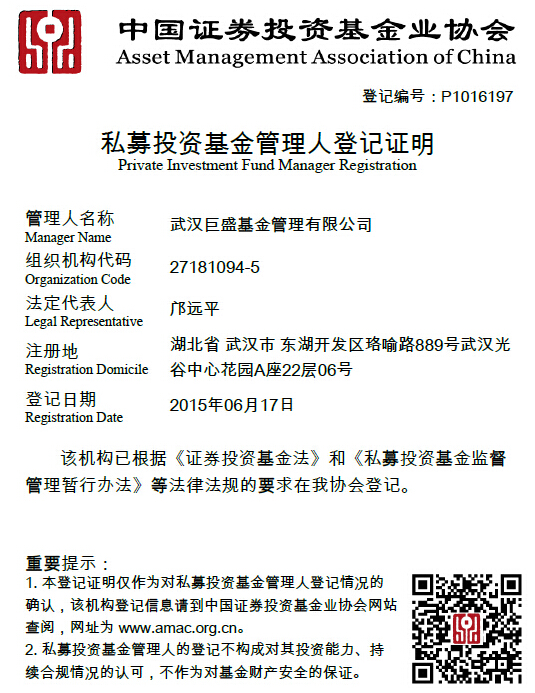 中国证券投资基金业协会
Asset Management Association of China
登记编号：P1016197
私募投资基金管理人登记证明
Private Investment Fund Manager Registration
管理人名称
Manager Name
武汉巨盛基金管理有限公司
组织机构代码
Organization Code
27181094-5
法定代表人
Legal Representative
邝远平
注册地
Registration Domicile
湖北省 武汉市 东湖开发区珞喻路889号武汉光
谷中心花园A座22层06号
登记日期
Registration Date
2015年06月17日
该机构已根据《证券投资基金法》和《私募投资基金监督
管理暂行办法》等法律法规的要求在我协会登记。
重要提示：
1. 本登记证明仅作为对私募投资基金管理人登记情况的
确认，该机构登记信息请到中国证券投资基金业协会网站
查阅，网址为 www.amac.org.cn。
2. 私募投资基金管理人的登记不构成对其投资能力、持
续合规情况的认可，不作为对基金财产安全的保证。